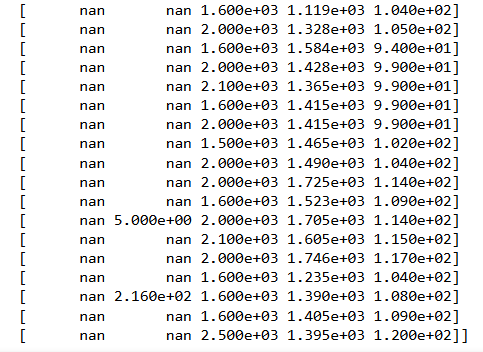 [ nan nan 1.600e+03 1.119e+03 1.040e+02]
[ nan nan 2.000e+03 1.328e+03 1.050e+02]
[ nan nan 1.600e+03 1.584e+03 9.400e+01]
[ nan nan 2.000e+03 1.428e+03 9.900e+01]
[ nan nan 2.100e+03 1.365e+03 9.900e+01]
[ nan nan 1.600e+03 1.415e+03 9.900e+01]
[ nan nan 2.000e+03 1.415e+03 9.900e+01]
[ nan nan 1.500e+03 1.465e+03 1.020e+02]
[ nan nan 2.000e+03 1.490e+03 1.040e+02]
[ nan nan 2.000e+03 1.725e+03 1.140e+02]
[ nan nan 1.600e+03 1.523e+03 1.090e+02]
[ nan 5.000e+00 2.000e+03 1.705e+03 1.140e+02]
[ nan nan 2.100e+03 1.605e+03 1.150e+02]
[ nan nan 2.000e+03 1.746e+03 1.170e+02]
[ nan nan 1.600e+03 1.235e+03 1.040e+02]
[ nan 2.160e+02 1.600e+03 1.390e+03 1.080e+02]
[ nan nan 1.600e+03 1.405e+03 1.090e+02]
[ nan nan 2.500e+03 1.395e+03 1.200e+02]]